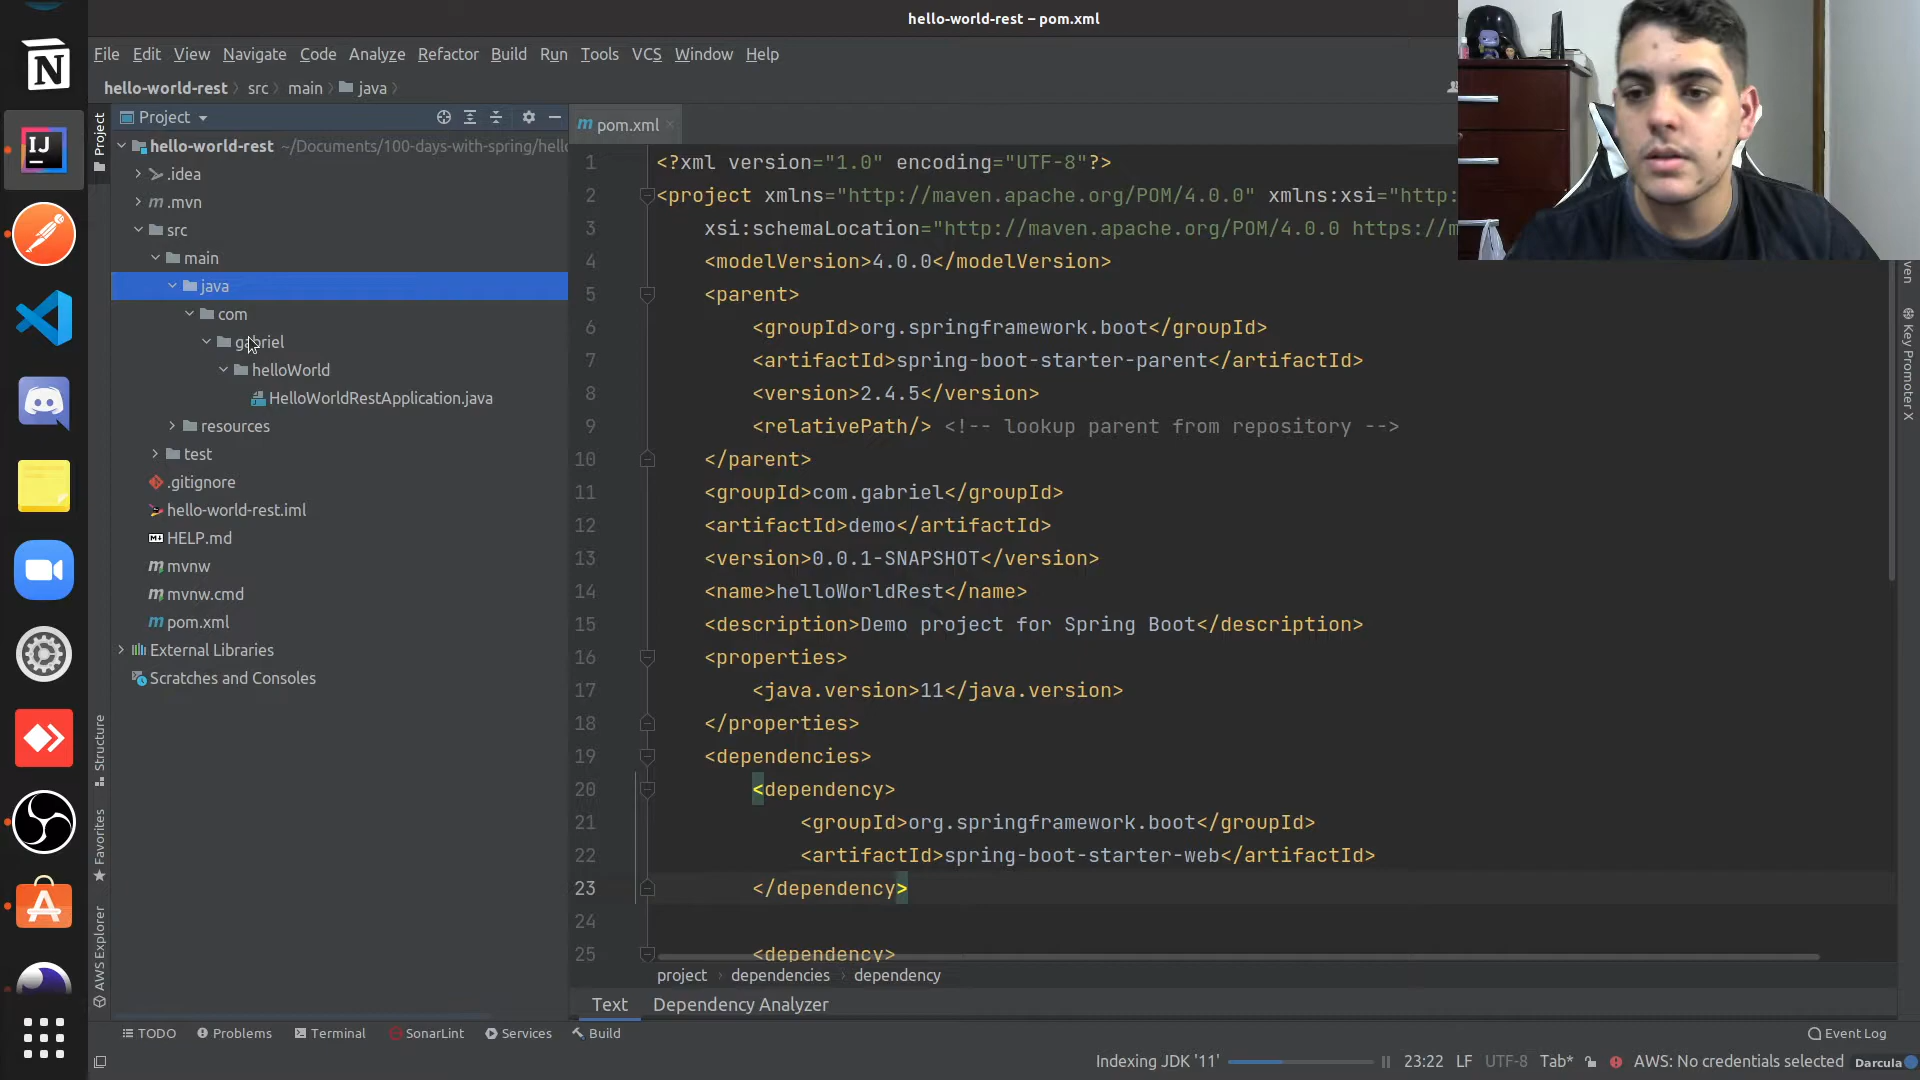 hello-world-rest – pom.xml
File Edit View Navigate Code Analyze Refactor Build Run Tools VCS Window Help
hello-world-rest src main java
Project
Project
pom.xml
hello-world-rest ~/Documents/100-days-with-spring/hello
.idea
.mvn
src
main
java
com
gabriel
helloWorld
HelloWorldRestApplication.java
resources
test
.gitignore
hello-world-rest.iml
HELP.md
mvnw
mvnw.cmd
pom.xml
External Libraries
Scratches and Consoles
Structure
Favorites
AWS Explorer
1 <?xml version="1.0" encoding="UTF-8"?>
2 <project xmlns="http://maven.apache.org/POM/4.0.0" xmlns:xsi="http:
3 xsi:schemaLocation="http://maven.apache.org/POM/4.0.0 https://m
4 <modelVersion>4.0.0</modelVersion>
5 <parent>
6 <groupId>org.springframework.boot</groupId>
7 <artifactId>spring-boot-starter-parent</artifactId>
8 <version>2.4.5</version>
9 <relativePath/> <!-- lookup parent from repository -->
10 </parent>
11 <groupId>com.gabriel</groupId>
12 <artifactId>demo</artifactId>
13 <version>0.0.1-SNAPSHOT</version>
14 <name>helloWorldRest</name>
15 <description>Demo project for Spring Boot</description>
16 <properties>
17 <java.version>11</java.version>
18 </properties>
19 <dependencies>
20 <dependency>
21 <groupId>org.springframework.boot</groupId>
22 <artifactId>spring-boot-starter-web</artifactId>
23 </dependency>
24
25 <dependency>
Key Promoter X
project dependencies dependency
Text Dependency Analyzer
TODO Problems Terminal SonarLint Services Build Event Log
Indexing JDK '11' 23:22 LF UTF-8 Tab* AWS: No credentials selected Darcula